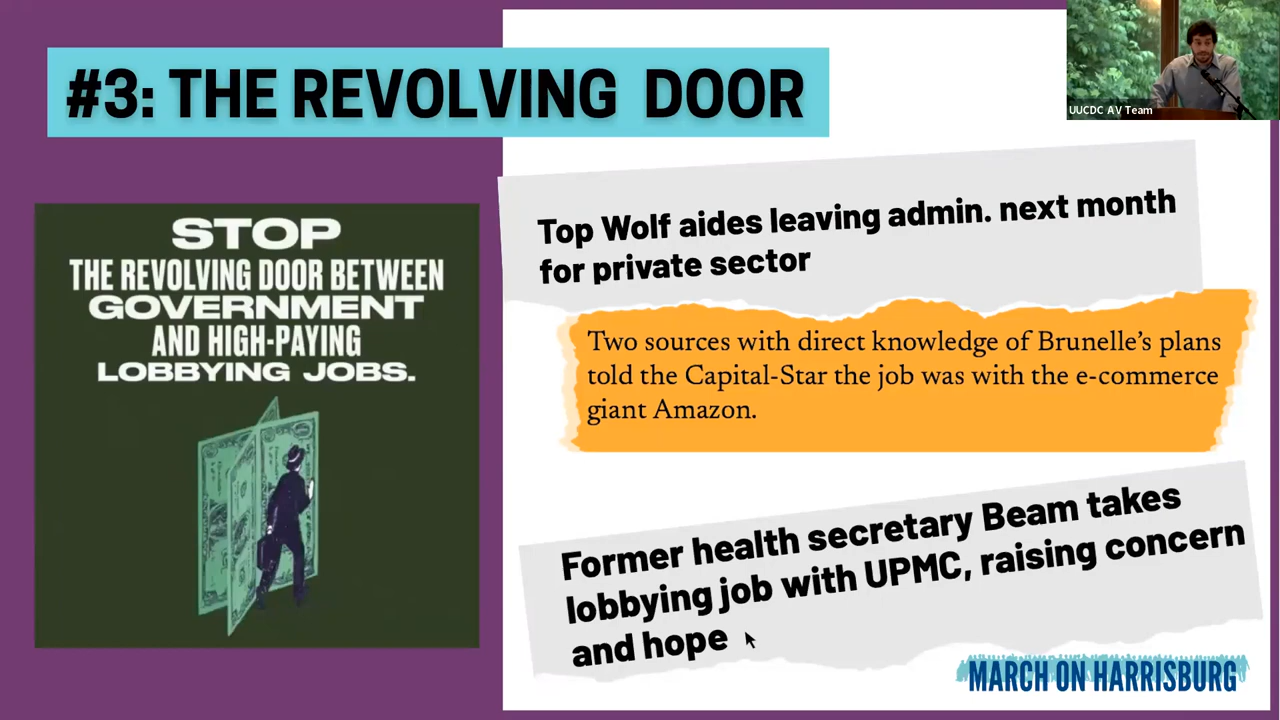 #3: THE REVOLVING DOOR
UUCDC AV Team
STOP
THE REVOLVING DOOR BETWEEN
GOVERNMENT
AND HIGH-PAYING
LOBBYING JOBS.
Top Wolf aides leaving admin. next month
for private sector
Two sources with direct knowledge of Brunelle’s plans
told the Capital-Star the job was with the e-commerce
giant Amazon.
Former health secretary Beam takes
lobbying job with UPMC, raising concern
and hope
MARCH ON HARRISBURG